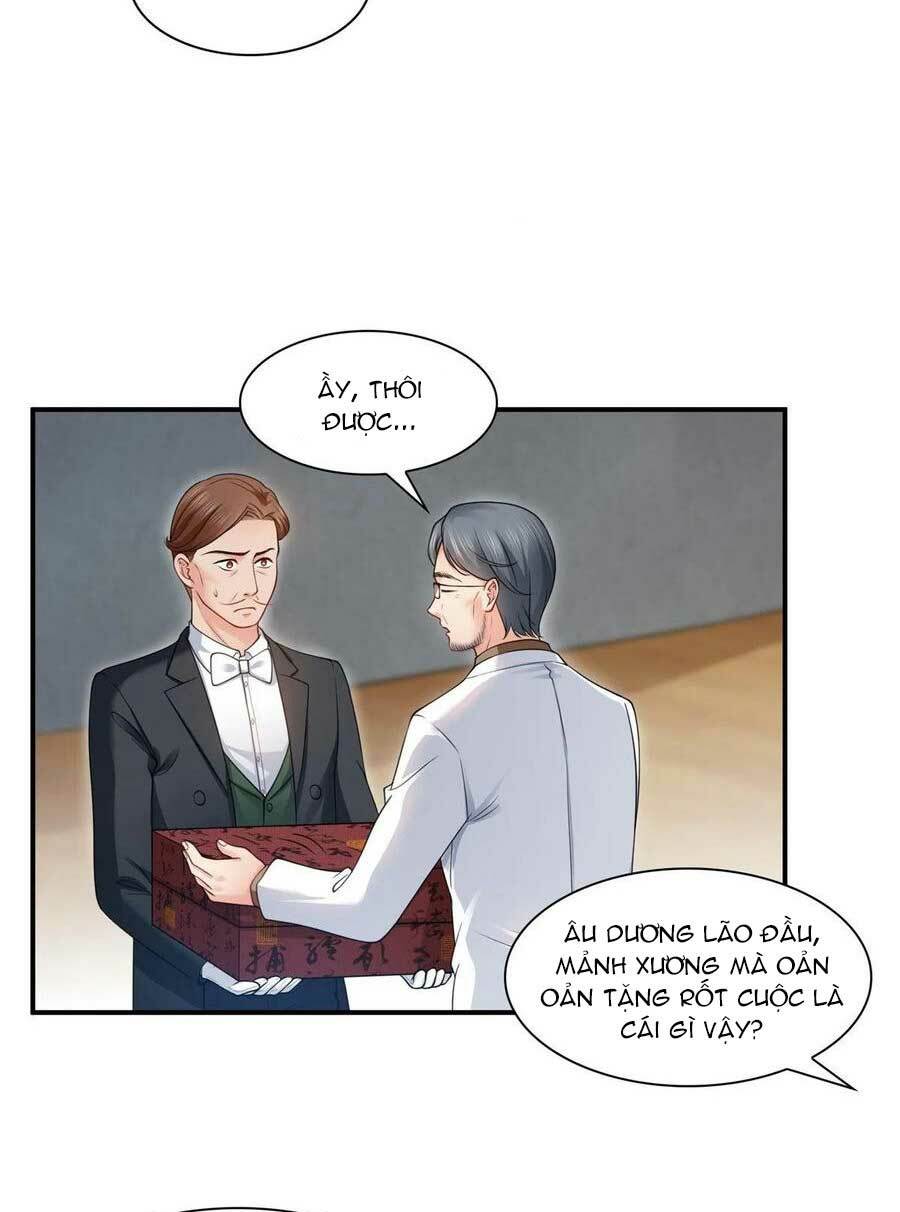 ẦY, THÔI
ĐƯỢC...
ÂU DƯƠNG LÃO ĐẦU,
MẢNH XƯƠNG MÀ OẢN
OẢN TẶNG RỐT CUỘC LÀ
CÁI GÌ VẬY?